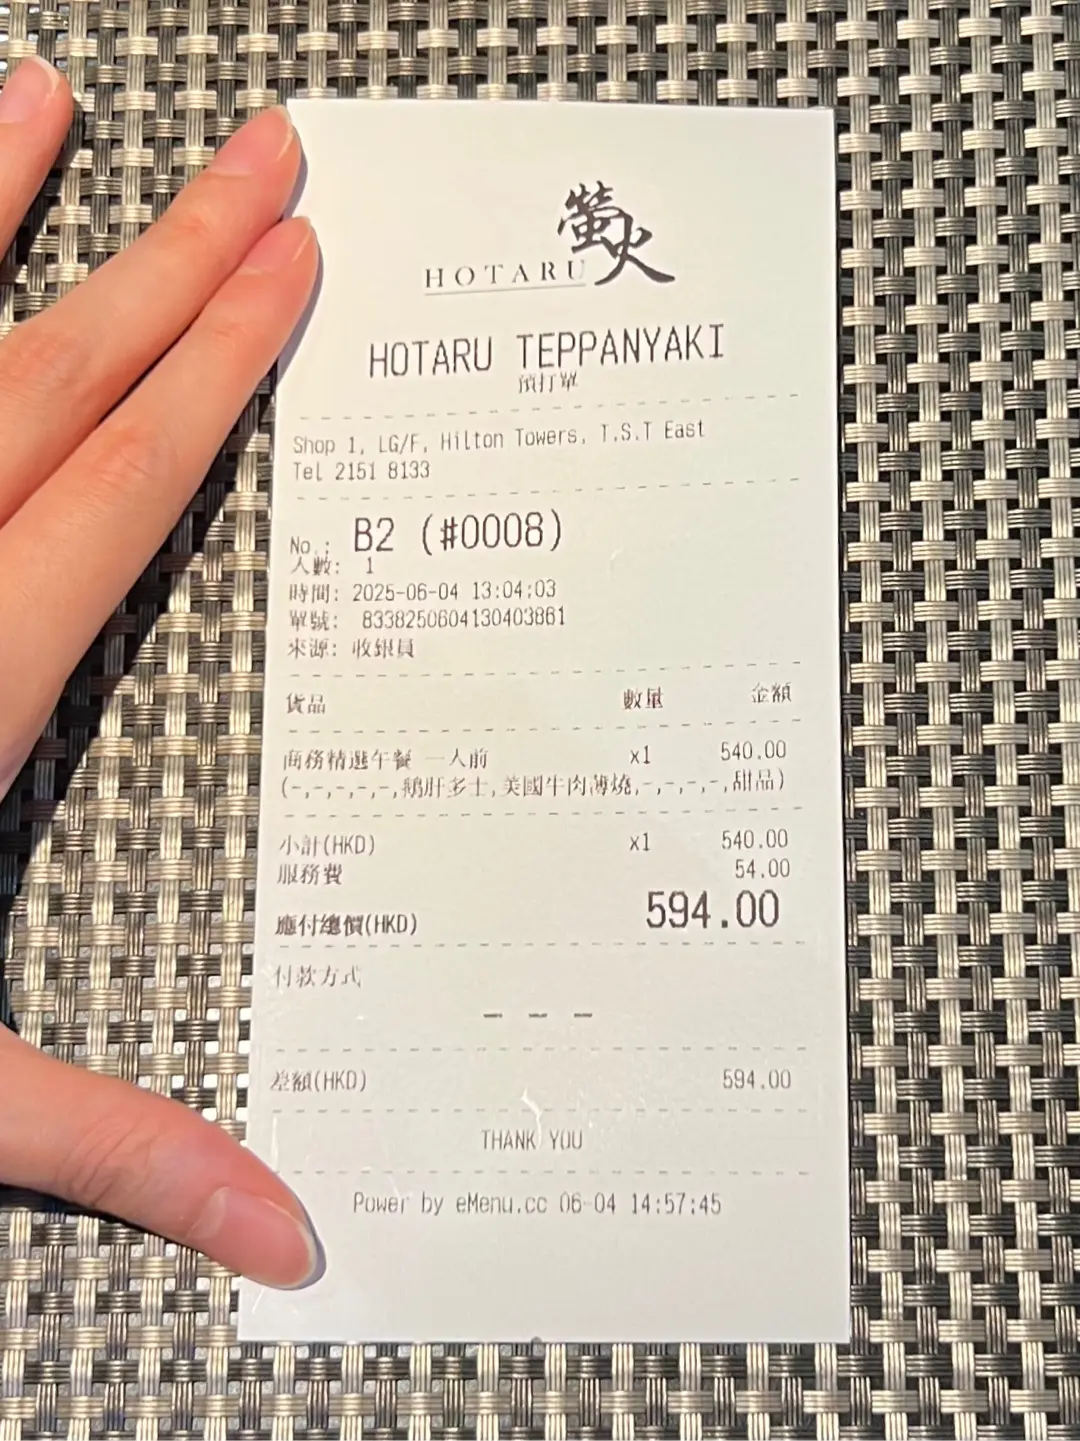 螢火
HOTARU
HOTARU TEPPANYAKI
預打單
Shop 1, LG/F, Hilton Towers, T.S.T East
Tel 2151 8133
No.: B2 (#0008)
人數: 1
時間: 2025-06-04 13:04:03
單號: 8338250604130403861
來源: 收銀員
貨品 數量 金額
商務精選午餐 一人前 x1 540.00
(-,-,-,-,-,鵝肝多士,美國牛肉薄燒,-,-,-,-,甜品)
小計(HKD) x1 540.00
服務費 54.00
應付總價(HKD) 594.00
付款方式
— — —
差額(HKD) 594.00
THANK YOU
Power by eMenu.cc 06-04 14:57:45